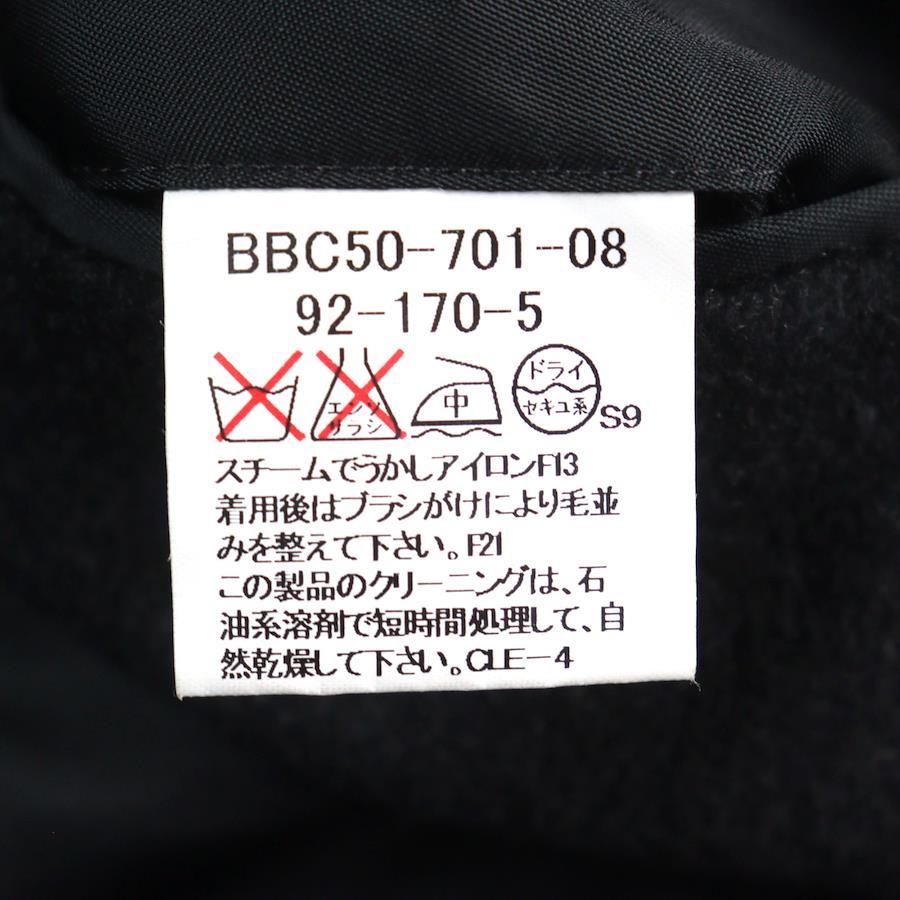 BBC50-701-08
92-170-5
エンソサラシ 中 ドライ セキユ系 S9
スチームでうかしアイロンF13
着用後はブラシがけにより毛並
みを整えて下さい。F21
この製品のクリーニングは、石
油系溶剤で短時間処理して、自
然乾燥して下さい。CLE-4